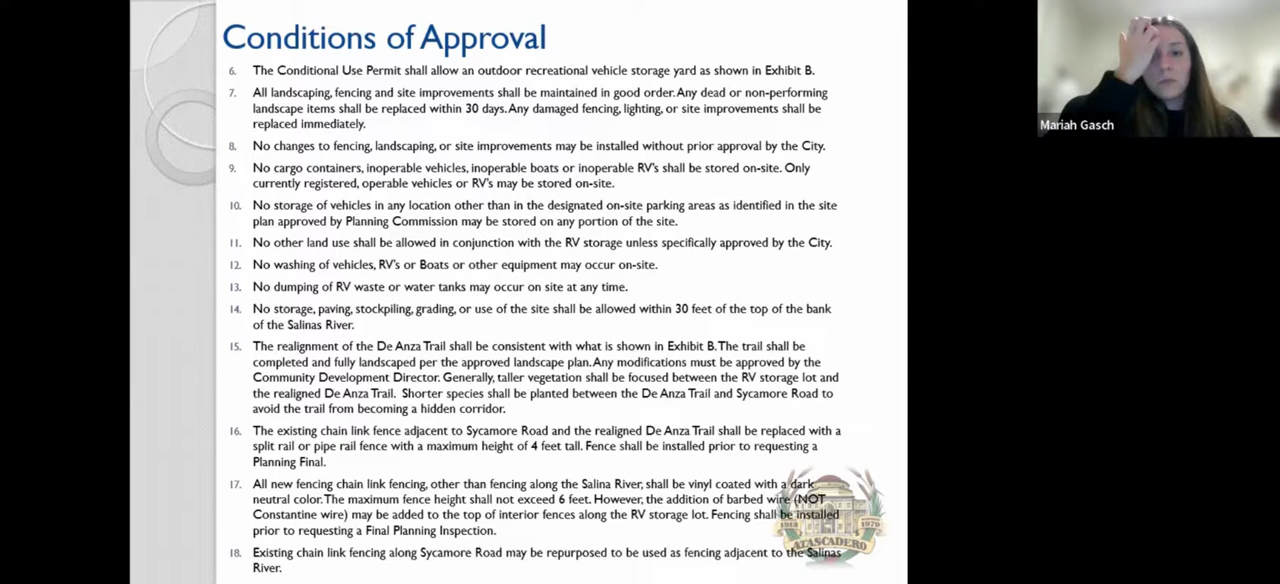 Conditions of Approval
6. The Conditional Use Permit shall allow an outdoor recreational vehicle storage yard as shown in Exhibit B.
7. All landscaping, fencing and site improvements shall be maintained in good order. Any dead or non-performing
landscape items shall be replaced within 30 days. Any damaged fencing, lighting, or site improvements shall be
replaced immediately.
8. No changes to fencing, landscaping, or site improvements may be installed without prior approval by the City.
9. No cargo containers, inoperable vehicles, inoperable boats or inoperable RV's shall be stored on-site. Only
currently registered, operable vehicles or RV's may be stored on-site.
10. No storage of vehicles in any location other than in the designated on-site parking areas as identified in the site
plan approved by Planning Commission may be stored on any portion of the site.
11. No other land use shall be allowed in conjunction with the RV storage unless specifically approved by the City.
12. No washing of vehicles, RV's or Boats or other equipment may occur on-site.
13. No dumping of RV waste or water tanks may occur on site at any time.
14. No storage, paving, stockpiling, grading, or use of the site shall be allowed within 30 feet of the top of the bank
of the Salinas River.
15. The realignment of the De Anza Trail shall be consistent with what is shown in Exhibit B. The trail shall be
completed and fully landscaped per the approved landscape plan. Any modifications must be approved by the
Community Development Director. Generally, taller vegetation shall be focused between the RV storage lot and
the realigned De Anza Trail. Shorter species shall be planted between the De Anza Trail and Sycamore Road to
avoid the trail from becoming a hidden corridor.
16. The existing chain link fence adjacent to Sycamore Road and the realigned De Anza Trail shall be replaced with a
split rail or pipe rail fence with a maximum height of 4 feet tall. Fence shall be installed prior to requesting a
Planning Final.
17. All new fencing chain link fencing, other than fencing along the Salina River, shall be vinyl coated with a dark
neutral color. The maximum fence height shall not exceed 6 feet. However, the addition of barbed wire (NOT
Constantine wire) may be added to the top of interior fences along the RV storage lot. Fencing shall be installed
prior to requesting a Final Planning Inspection.
18. Existing chain link fencing along Sycamore Road may be repurposed to be used as fencing adjacent to the Salinas
River.
1913 1979
ATASCADERO
Mariah Gasch